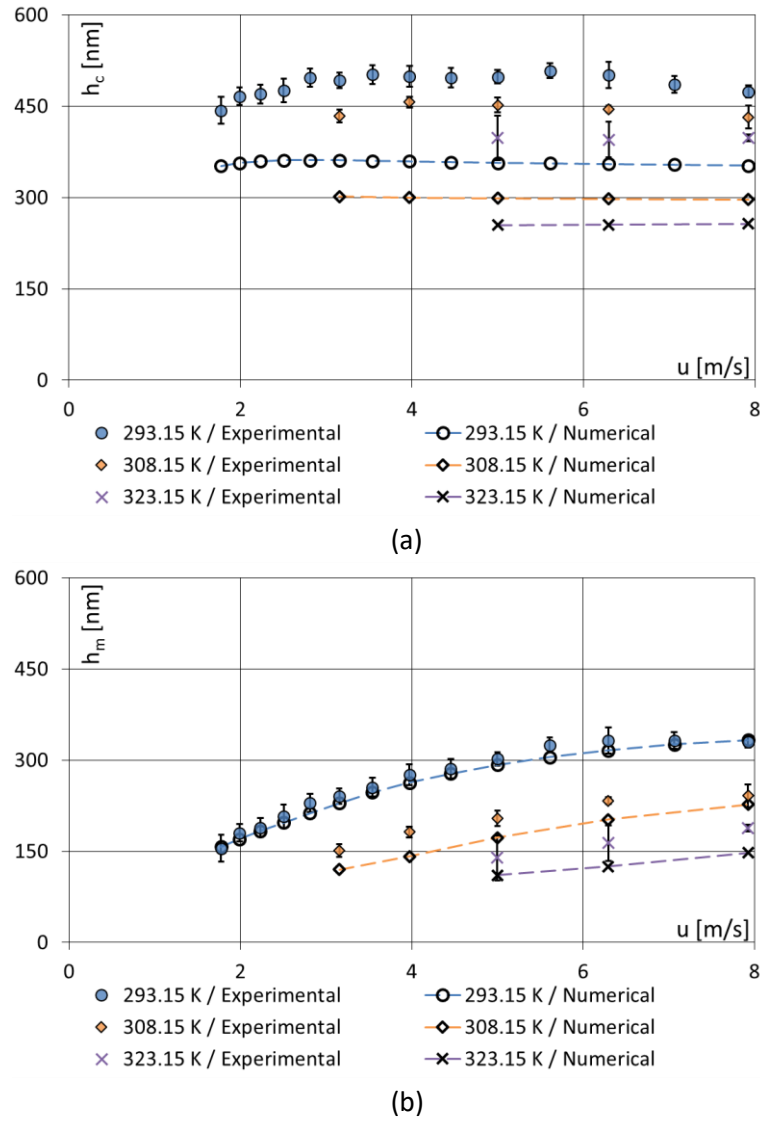 600
h_c [nm]
450
300
150
0
u [m/s]
0 2 4 6 8
293.15 K / Experimental 293.15 K / Numerical
308.15 K / Experimental 308.15 K / Numerical
323.15 K / Experimental 323.15 K / Numerical
(a)
600
h_m [nm]
450
300
150
0
u [m/s]
0 2 4 6 8
293.15 K / Experimental 293.15 K / Numerical
308.15 K / Experimental 308.15 K / Numerical
323.15 K / Experimental 323.15 K / Numerical
(b)